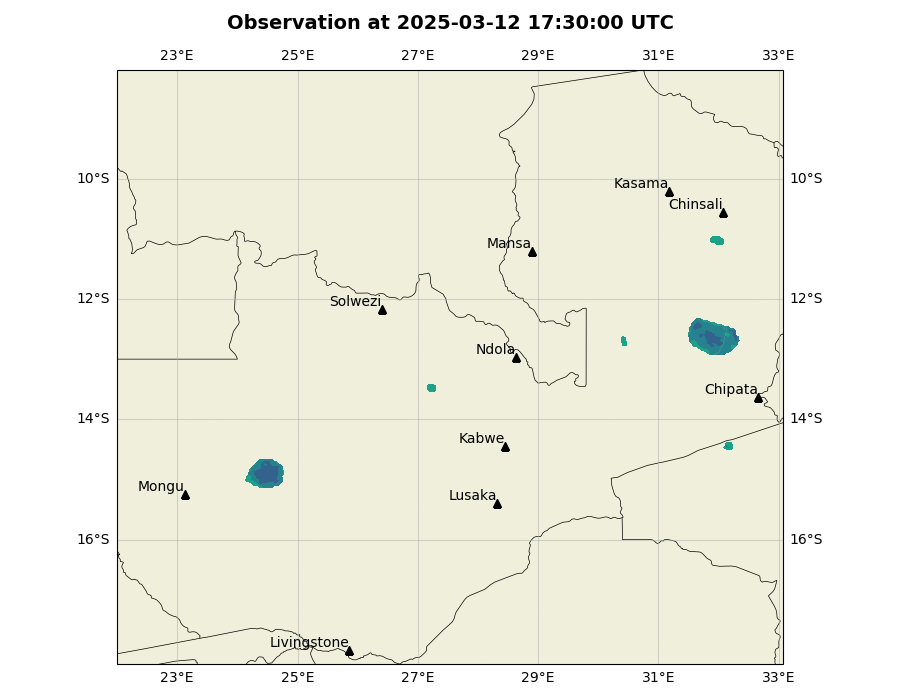 Observation at 2025-03-12 17:30:00 UTC
23°E 25°E 27°E 29°E 31°E 33°E
10°S 10°S
Kasama
Chinsali
Mansa
12°S 12°S
Solwezi
Ndola
Chipata
14°S 14°S
Kabwe
Mongu
Lusaka
16°S 16°S
Livingstone
23°E 25°E 27°E 29°E 31°E 33°E